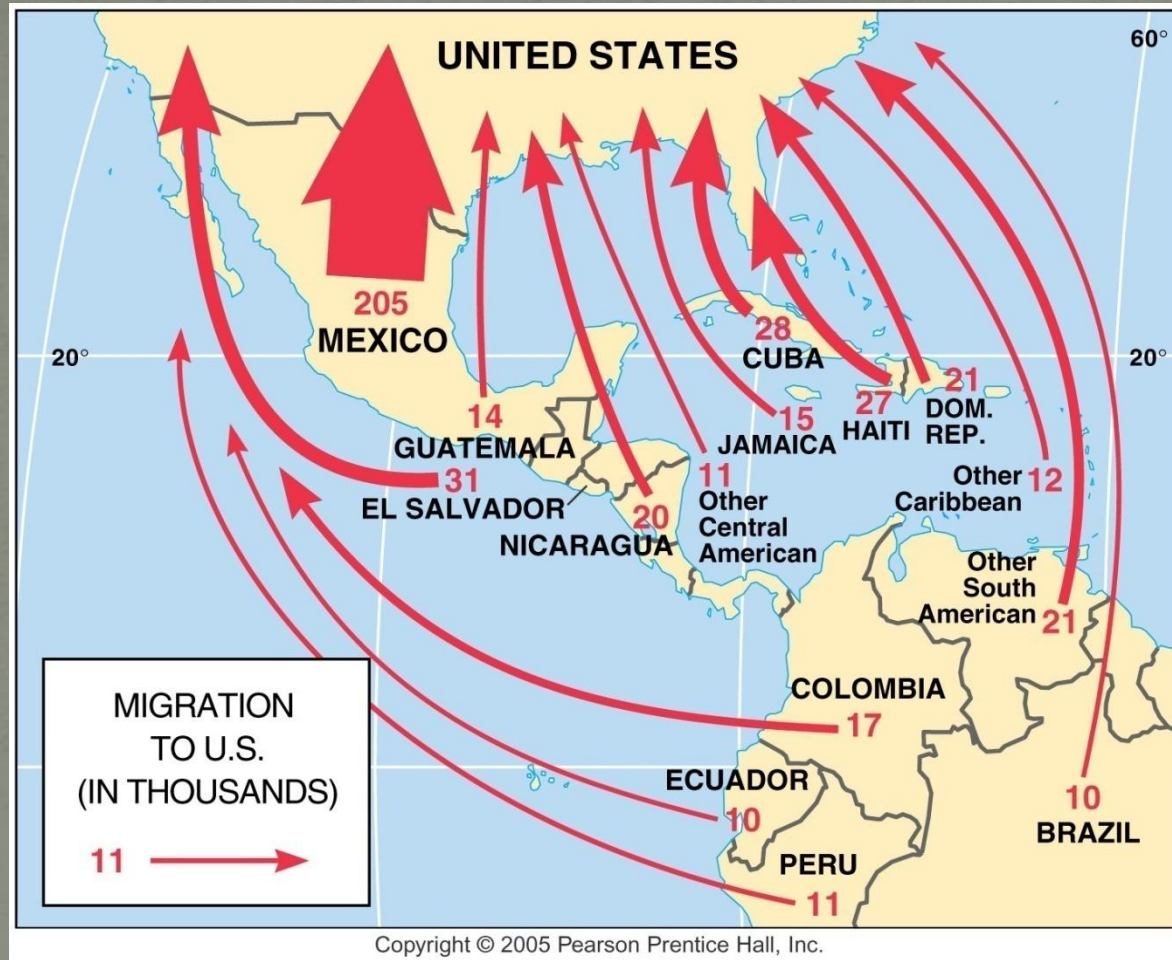 UNITED STATES
60°
205
MEXICO
20°
20°
28
CUBA
21
DOM.
REP.
27
HAITI
15
JAMAICA
14
GUATEMALA
31
EL SALVADOR
20
NICARAGUA
11
Other
Central
American
Other
Caribbean
12
Other
South
American
21
COLOMBIA
17
ECUADOR
10
PERU
11
10
BRAZIL
MIGRATION
TO U.S.
(IN THOUSANDS)
11
Copyright © 2005 Pearson Prentice Hall, Inc.